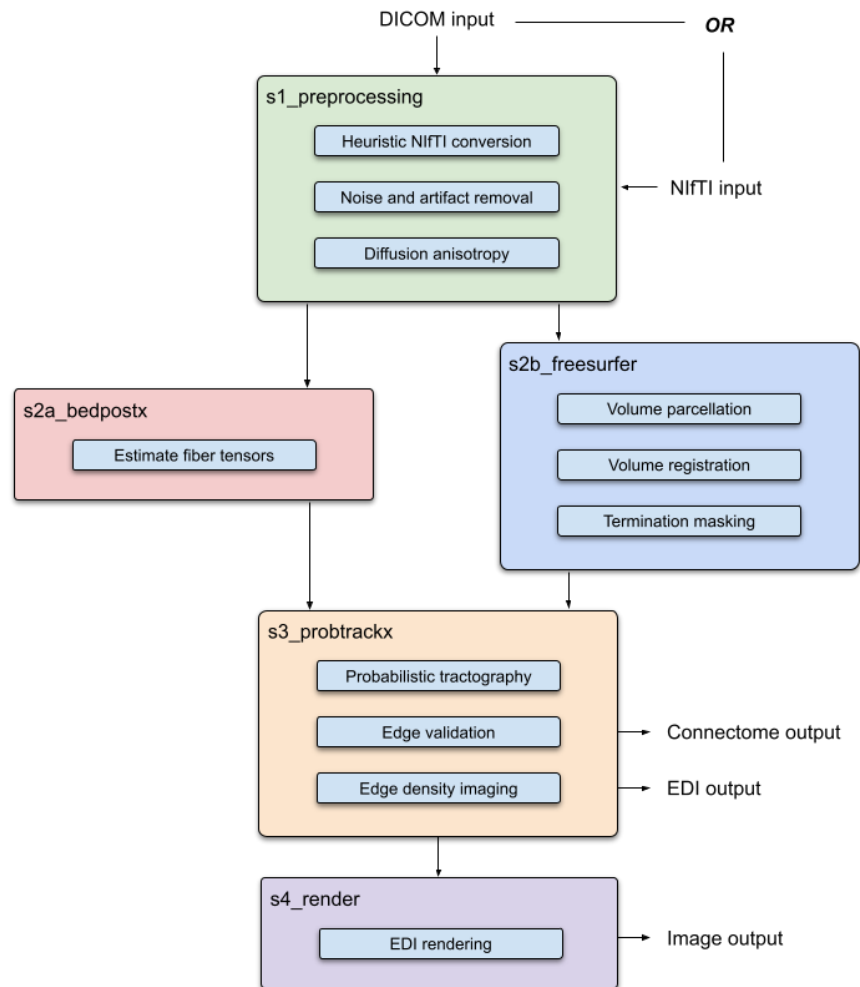 DICOM input
OR
s1_preprocessing
Heuristic NIfTI conversion
Noise and artifact removal
NIfTI input
Diffusion anisotropy
s2b_freesurfer
s2a_bedpostx
Volume parcellation
Estimate fiber tensors
Volume registration
Termination masking
s3_probtrackx
Probabilistic tractography
Edge validation
Connectome output
Edge density imaging
EDI output
s4_render
EDI rendering
Image output